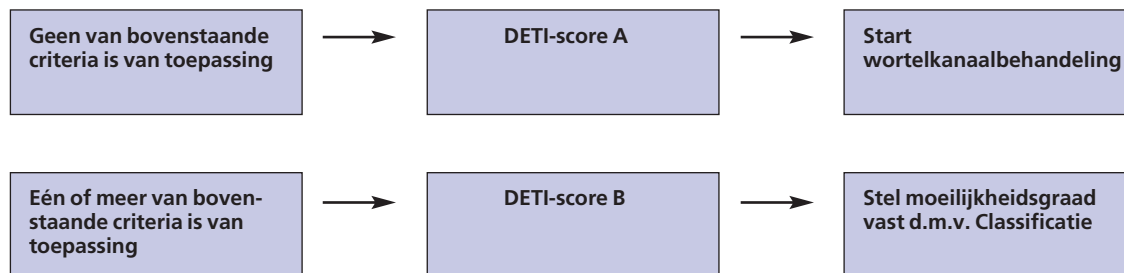 Geen van bovenstaande
criteria is van toepassing
DETI-score A
Start
wortelkanaalbehandeling
Eén of meer van boven-
staande criteria is van
toepassing
DETI-score B
Stel moeilijkheidsgraad
vast d.m.v. Classificatie